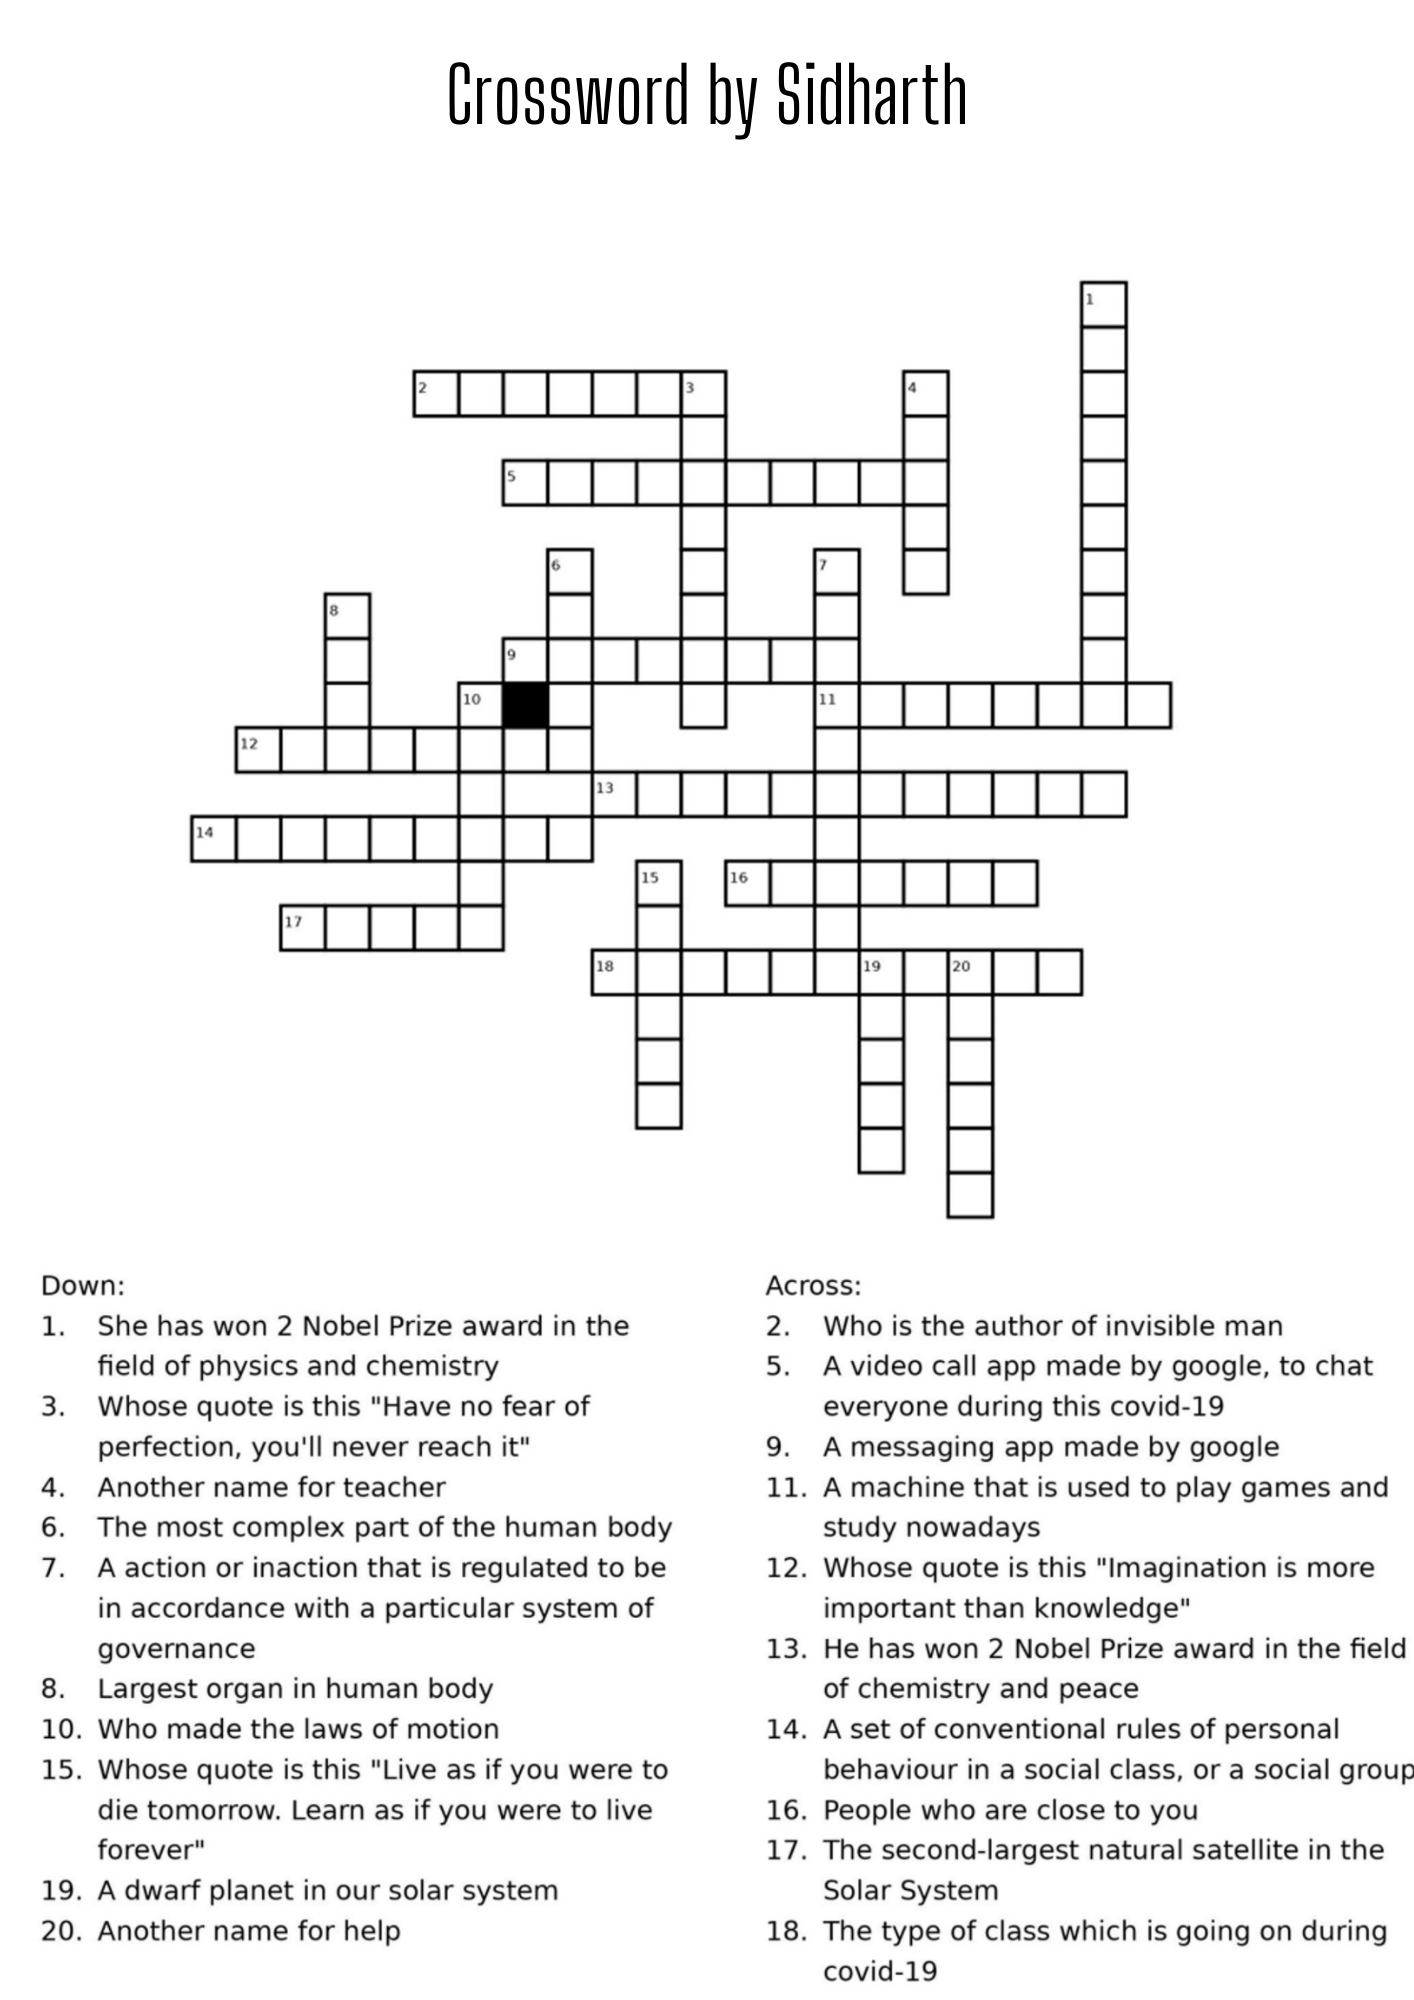 Crossword by Sidharth
1
2 3 4
5
6 7
8
9
10 11
12
13
14
15 16
17
18 19 20
Down:
1. She has won 2 Nobel Prize award in the
field of physics and chemistry
3. Whose quote is this "Have no fear of
perfection, you'll never reach it"
4. Another name for teacher
6. The most complex part of the human body
7. A action or inaction that is regulated to be
in accordance with a particular system of
governance
8. Largest organ in human body
10. Who made the laws of motion
15. Whose quote is this "Live as if you were to
die tomorrow. Learn as if you were to live
forever"
19. A dwarf planet in our solar system
20. Another name for help
Across:
2. Who is the author of invisible man
5. A video call app made by google, to chat
everyone during this covid-19
9. A messaging app made by google
11. A machine that is used to play games and
study nowadays
12. Whose quote is this "Imagination is more
important than knowledge"
13. He has won 2 Nobel Prize award in the field
of chemistry and peace
14. A set of conventional rules of personal
behaviour in a social class, or a social group
16. People who are close to you
17. The second-largest natural satellite in the
Solar System
18. The type of class which is going on during
covid-19